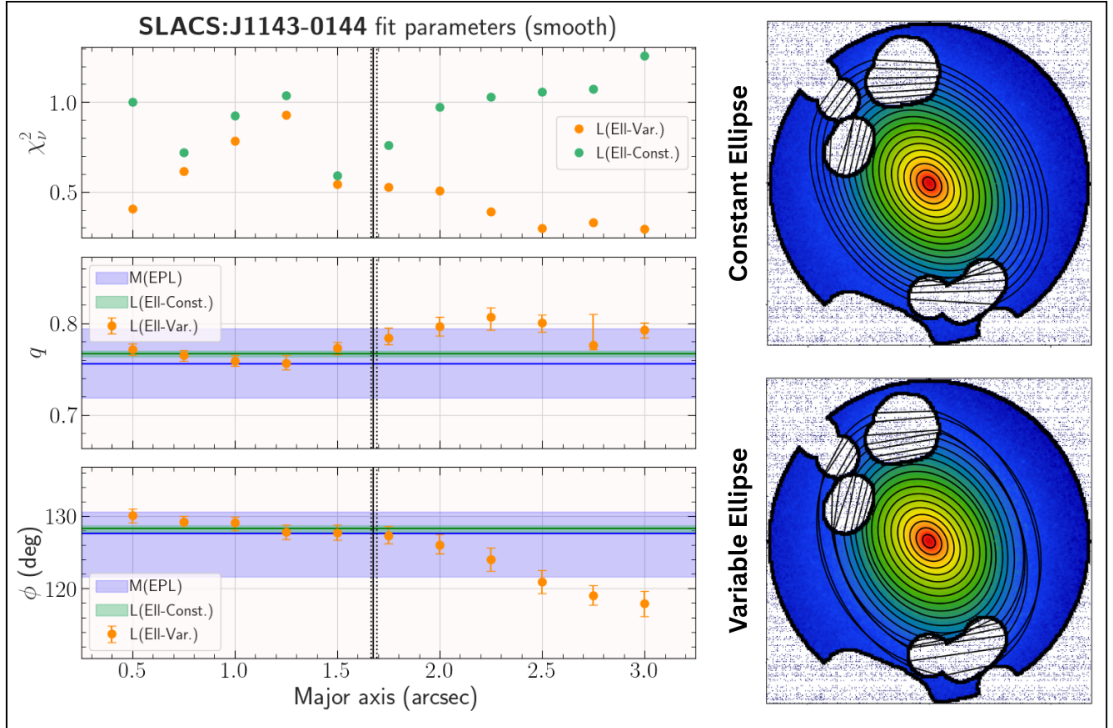 SLACS:J1143-0144 fit parameters (smooth)
1.0
0.5
χ²ᵥ
L(Ell-Var.)
L(Ell-Const.)
0.8
0.7
q
M(EPL)
L(Ell-Const.)
L(Ell-Var.)
130
120
ϕ (deg)
M(EPL)
L(Ell-Const.)
L(Ell-Var.)
0.5 1.0 1.5 2.0 2.5 3.0
Major axis (arcsec)
Constant Ellipse
Variable Ellipse